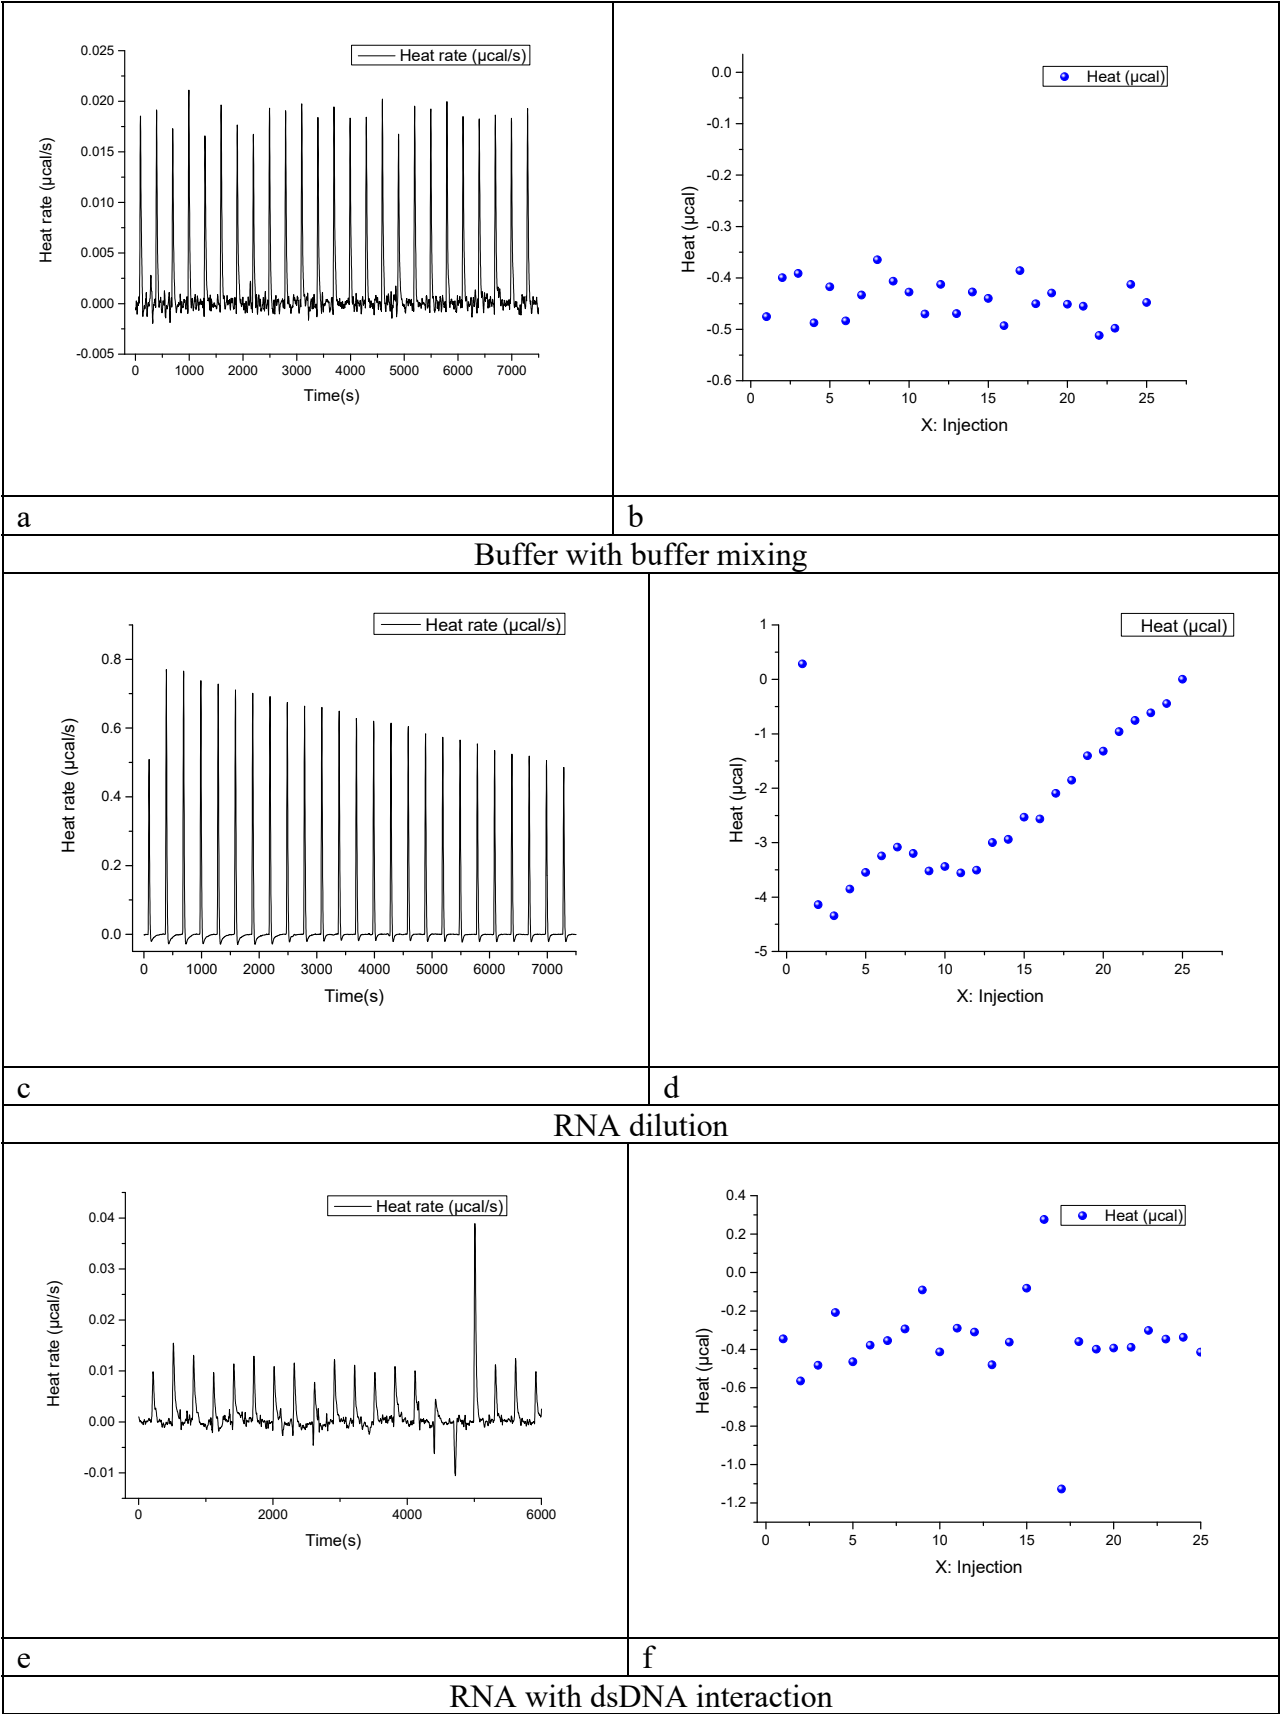 Heat rate (µcal/s)
0.025
0.020
0.015
0.010
0.005
0.000
-0.005
Heat rate (µcal/s)
0 1000 2000 3000 4000 5000 6000 7000
Time(s)
Heat (µcal)
0.0
-0.1
-0.2
-0.3
-0.4
-0.5
-0.6
Heat (µcal)
0 5 10 15 20 25
X: Injection
a
b
Buffer with buffer mixing
Heat rate (µcal/s)
0.8
0.6
0.4
0.2
0.0
Heat rate (µcal/s)
0 1000 2000 3000 4000 5000 6000 7000
Time(s)
Heat (µcal)
1
0
-1
-2
-3
-4
-5
Heat (µcal)
0 5 10 15 20 25
X: Injection
c
d
RNA dilution
Heat rate (µcal/s)
0.04
0.03
0.02
0.01
0.00
-0.01
Heat rate (µcal/s)
0 2000 4000 6000
Time(s)
Heat (µcal)
0.4
0.2
0.0
-0.2
-0.4
-0.6
-0.8
-1.0
-1.2
Heat (µcal)
0 5 10 15 20 25
X: Injection
e
f
RNA with dsDNA interaction